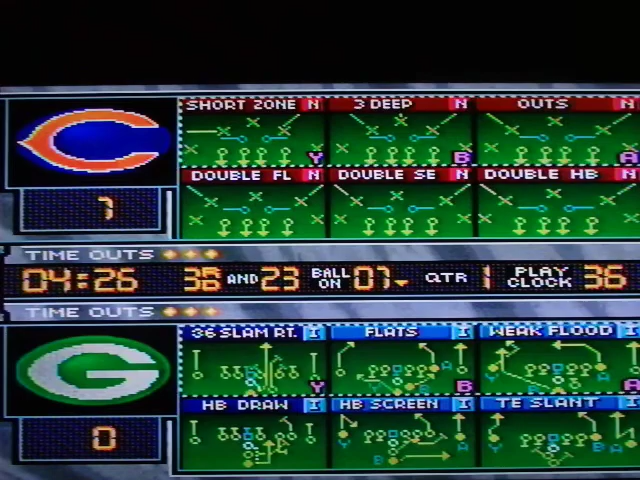 SHORT ZONE N 3 DEEP N OUTS N
C
Y B A
DOUBLE FL N DOUBLE SE N DOUBLE HB N
7
TIME OUTS
04:26 AND 23 BALL ON 01 QTR 1 PLAY CLOCK 36
TIME OUTS
36 SLAM RT. I FLATS I WEAK FLOOD I
G
Y B A
HB DRAW I HB SCREEN I TE SLANT I
0